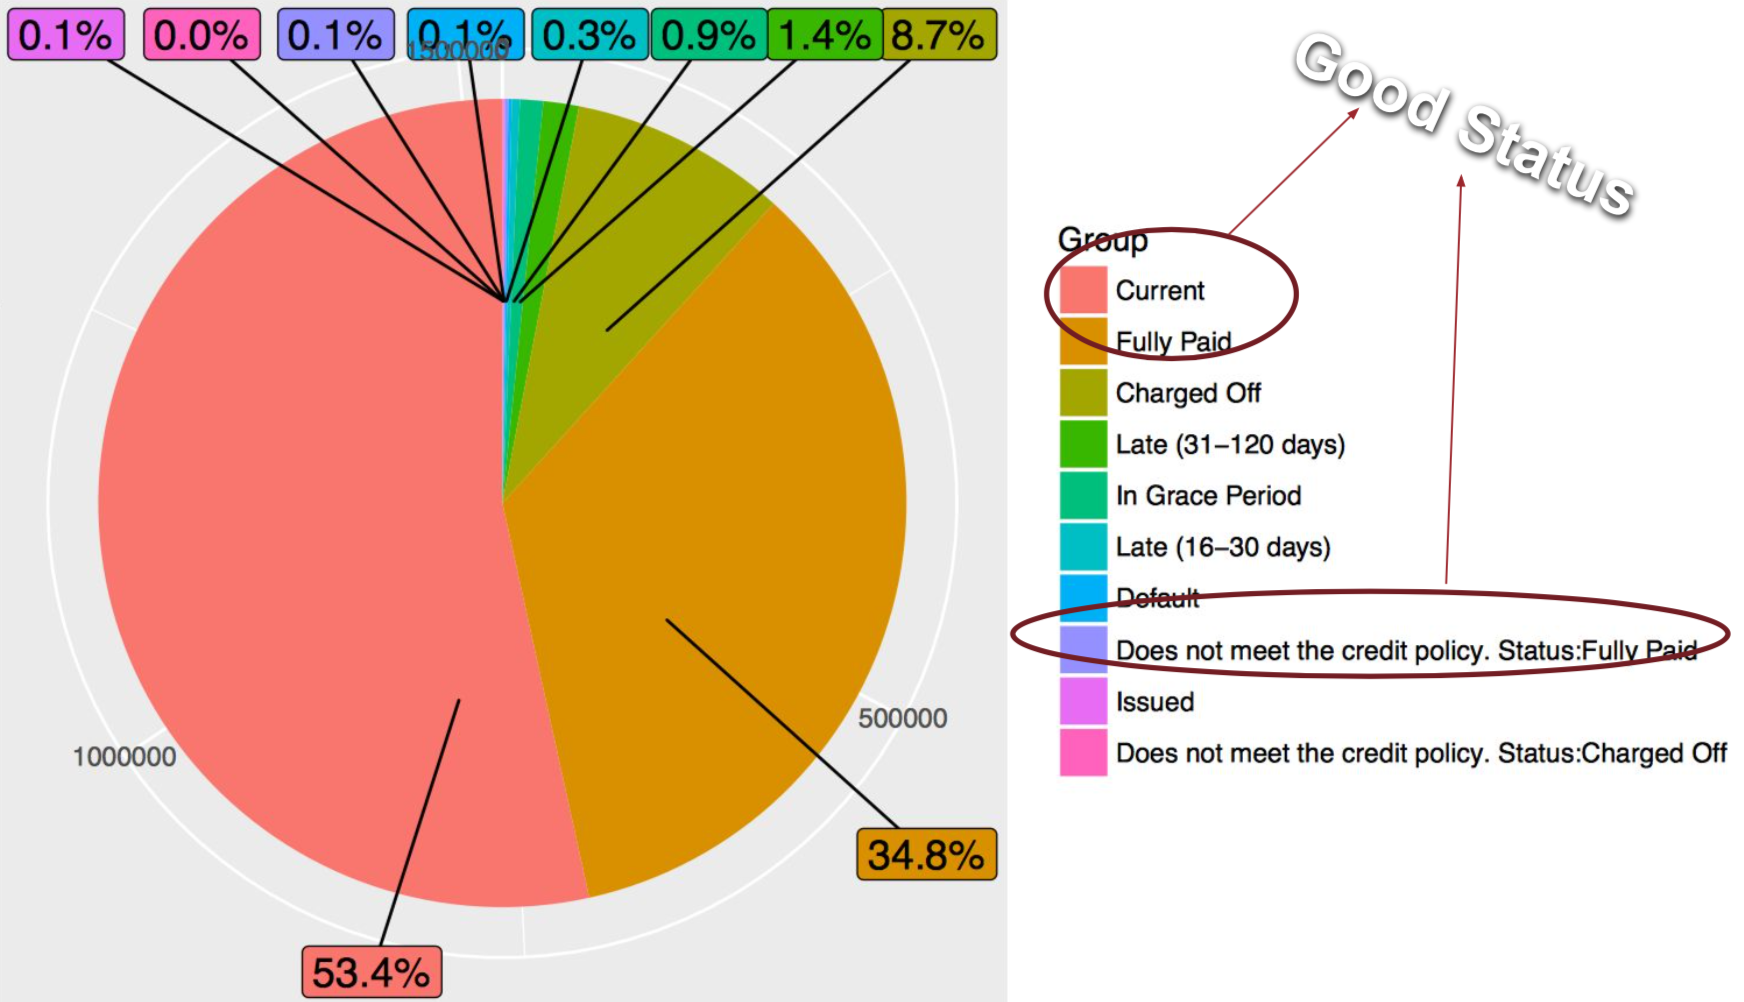 0.1%
0.0%
0.1%
0.1%
0.3%
0.9%
1.4%
8.7%
1500000
500000
1000000
34.8%
53.4%
Good Status
Group
Current
Fully Paid
Charged Off
Late (31–120 days)
In Grace Period
Late (16–30 days)
Default
Does not meet the credit policy. Status:Fully Paid
Issued
Does not meet the credit policy. Status:Charged Off